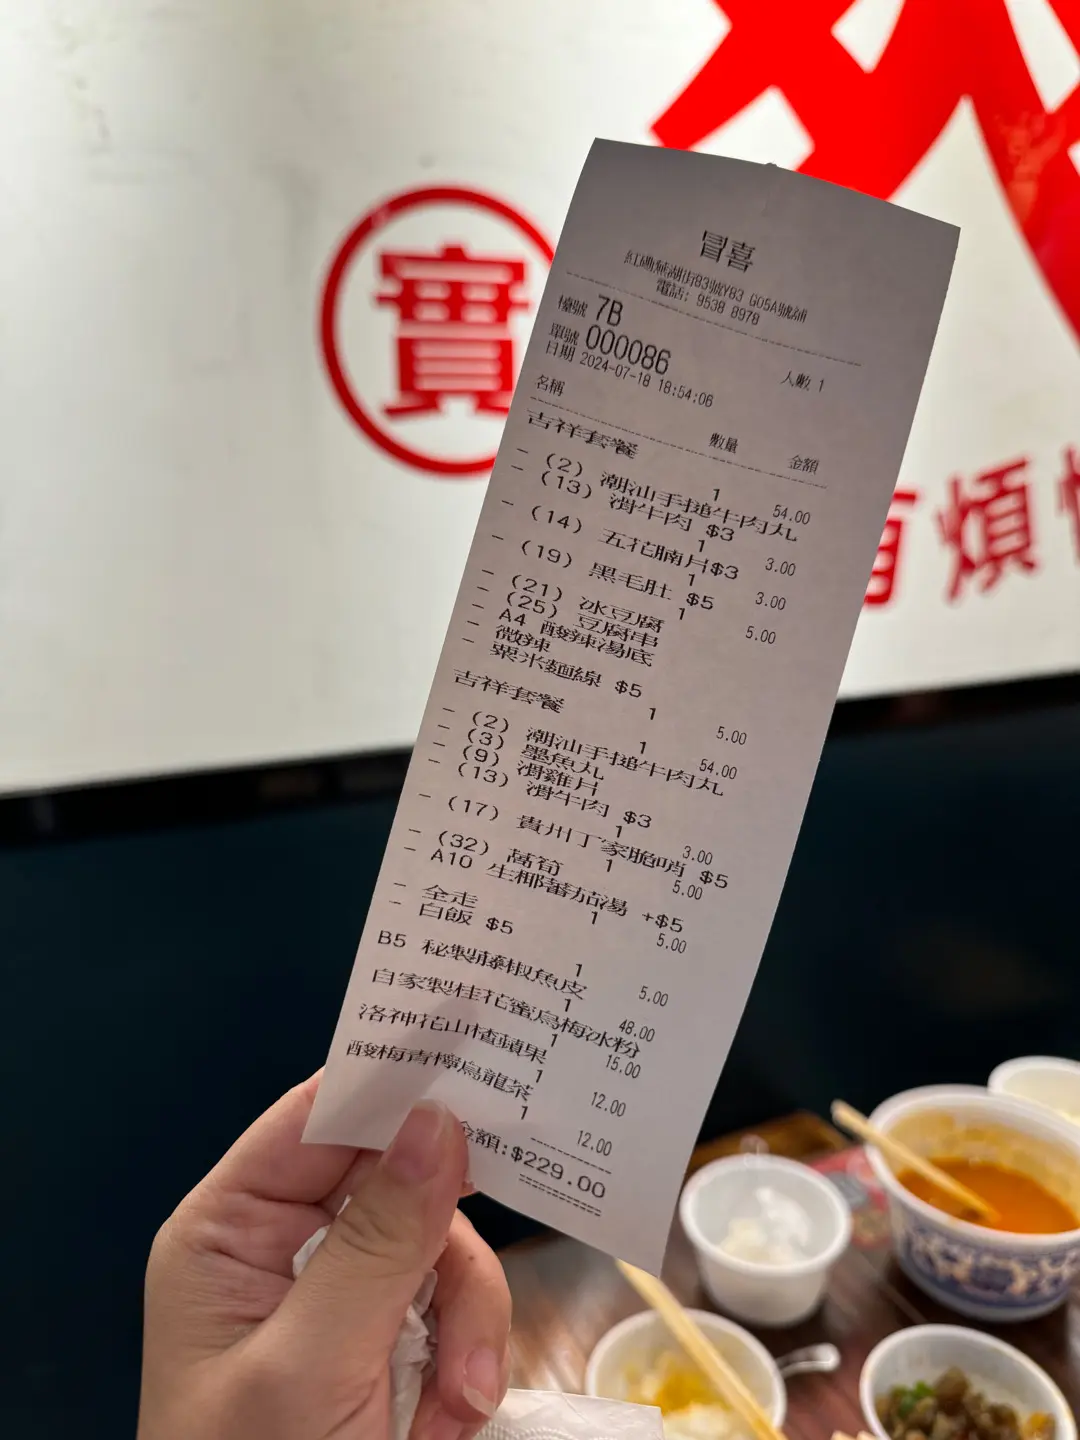 實
有煩惱
冒喜
紅磡蕪湖街83號Y83 G05A號舖
電話: 9538 8978
檯號 7B
單號 000086 人數 1
日期 2024-07-18 18:54:06
名稱 數量 金額
吉祥套餐
1 54.00
- (2) 潮汕手搥牛肉丸
- (13) 滑牛肉 $3
1 3.00
- (14) 五花腩片$3
1 3.00
- (19) 黑毛肚 $5
1 5.00
- (21) 冰豆腐
- (25) 豆腐串
- A4 酸辣湯底
- 微辣
- 粟米麵線 $5
1 5.00
吉祥套餐
1 54.00
- (2) 潮汕手搥牛肉丸
- (3) 墨魚丸
- (9) 滑雞片
- (13) 滑牛肉 $3
1 3.00
- (17) 貴州丁家脆哨 $5
1 5.00
- (32) 萵筍
- A10 生椰蕃茄湯 +$5
1 5.00
- 全走
- 白飯 $5
1 5.00
B5 秘製藤椒魚皮
1 48.00
自家製桂花蜜烏梅冰粉
1 15.00
洛神花山楂蘋果
1 12.00
酸梅青檸烏龍茶
1 12.00
金額:$229.00